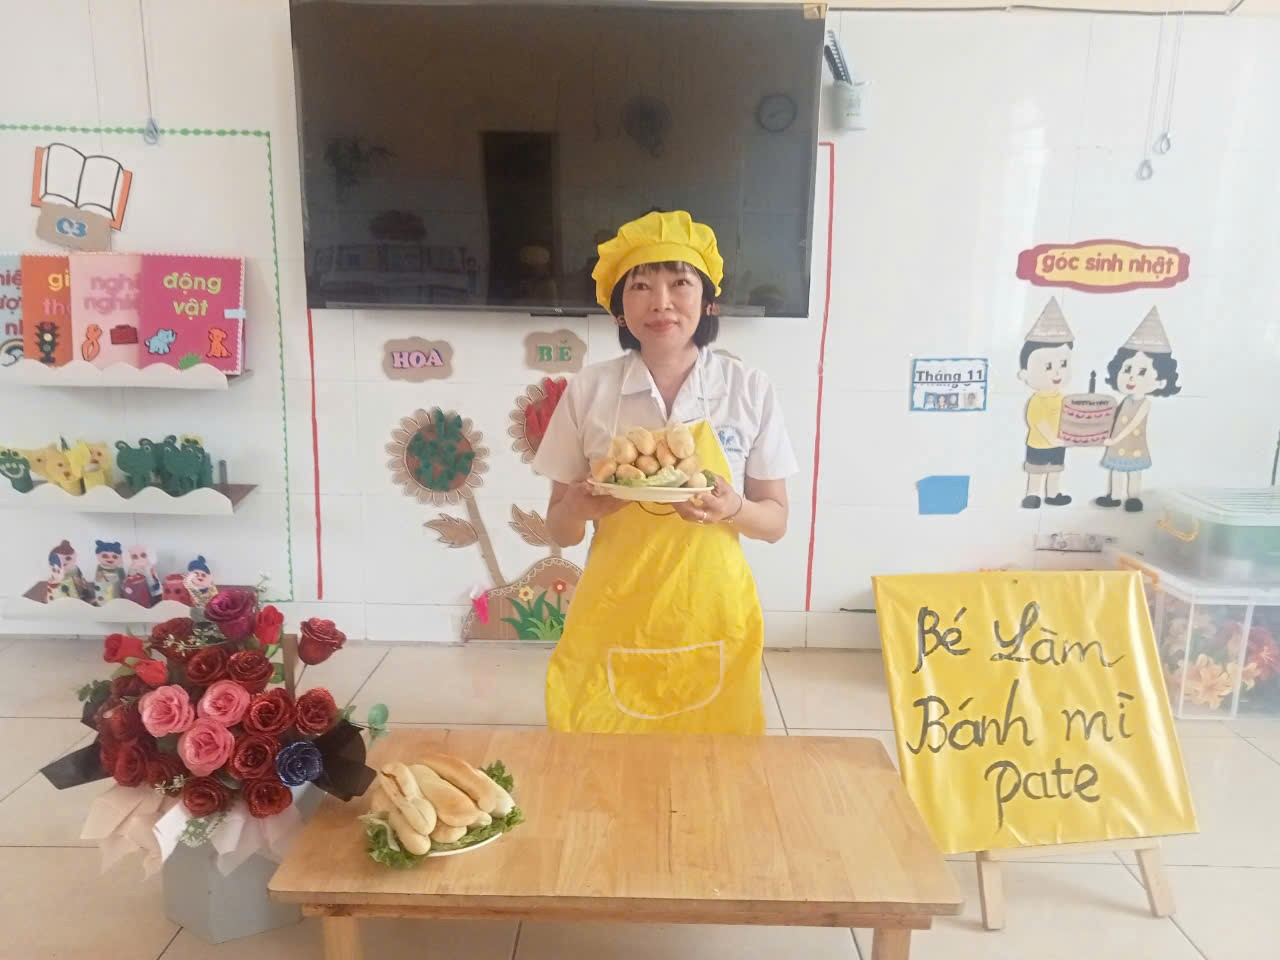 C3
động
vật
HOA
BÉ
góc sinh nhật
Tháng 11
Bé Làm
Bánh mì
pate